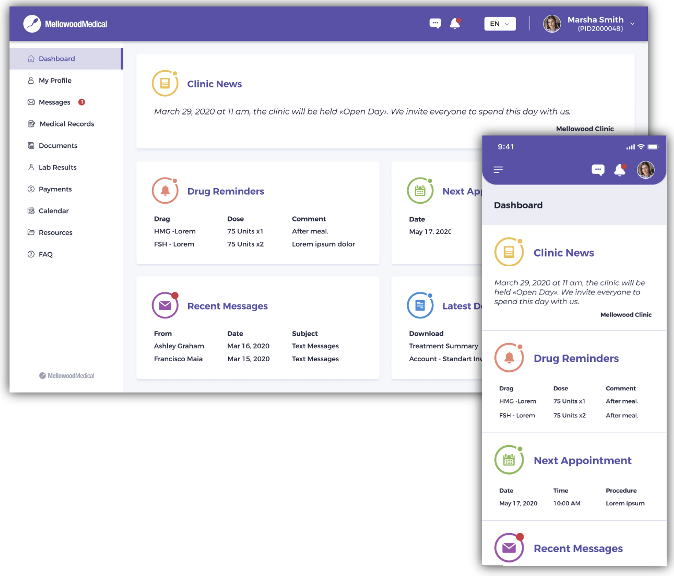 MellowoodMedical
EN
Marsha Smith
(PID2000048)
Dashboard
My Profile
Messages
Medical Records
Documents
Lab Results
Payments
Calendar
Resources
FAQ
MellowoodMedical
Clinic News
March 29, 2020 at 11 am, the clinic will be held «Open Day». We invite everyone to spend this day with us.
Mellowood Clinic
Drug Reminders
Drag Dose Comment
HMG -Lorem 75 Units x1 After meal.
FSH - Lorem 75 Units x2 Lorem ipsum dolor
Next Ap
Date
May 17, 2020
Recent Messages
From Date Subject
Ashley Graham Mar 16, 2020 Text Messages
Francisco Maia Mar 15, 2020 Text Messages
Latest D
Download
Treatment Summary
Account - Standart Inv
9:41
Dashboard
Clinic News
March 29, 2020 at 11 am, the clinic will be
held «Open Day». We invite everyone to
spend this day with us.
Mellowood Clinic
Drug Reminders
Drag Dose Comment
HMG -Lorem 75 Units x1 After meal.
FSH - Lorem 75 Units x2 After meal.
Next Appointment
Date Time Procedure
May 17, 2020 10:00 AM Lorem ipsum
Recent Messages